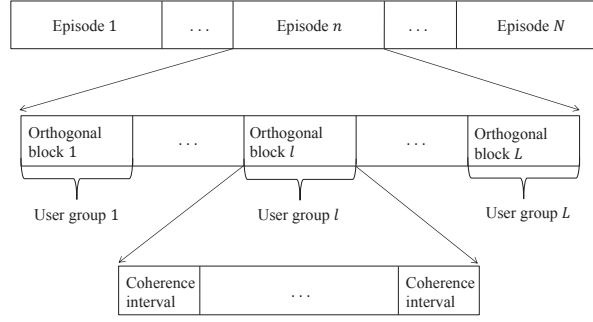 Episode 1 ... Episode n ... Episode N
Orthogonal block 1 ... Orthogonal block l ... Orthogonal block L
User group 1 User group l User group L
Coherence interval ... Coherence interval